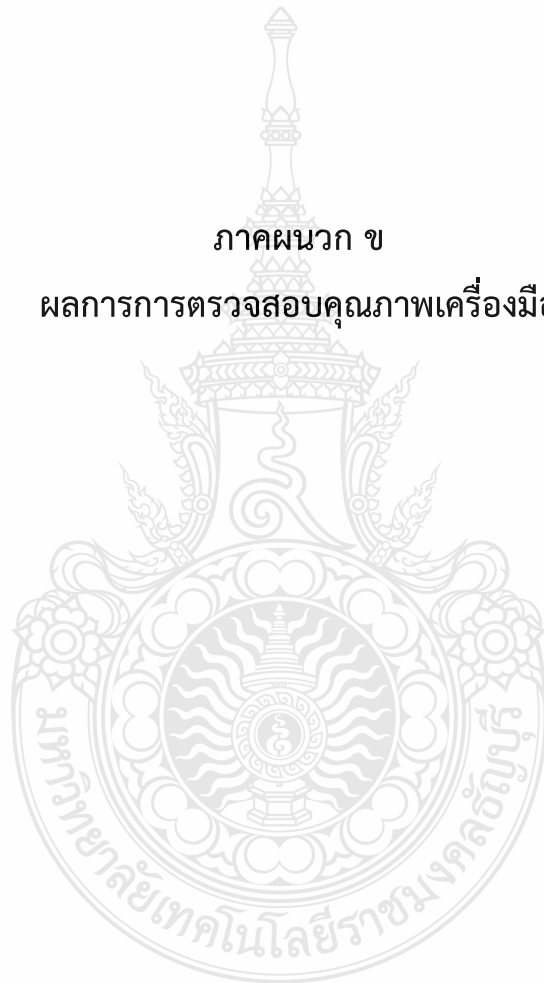 ภาคผนวก ข
ผลการการตรวจสอบคุณภาพเครื่องมือ
มหาวิทยาลัยเทคโนโลยีราชมงคลธัญบุรี